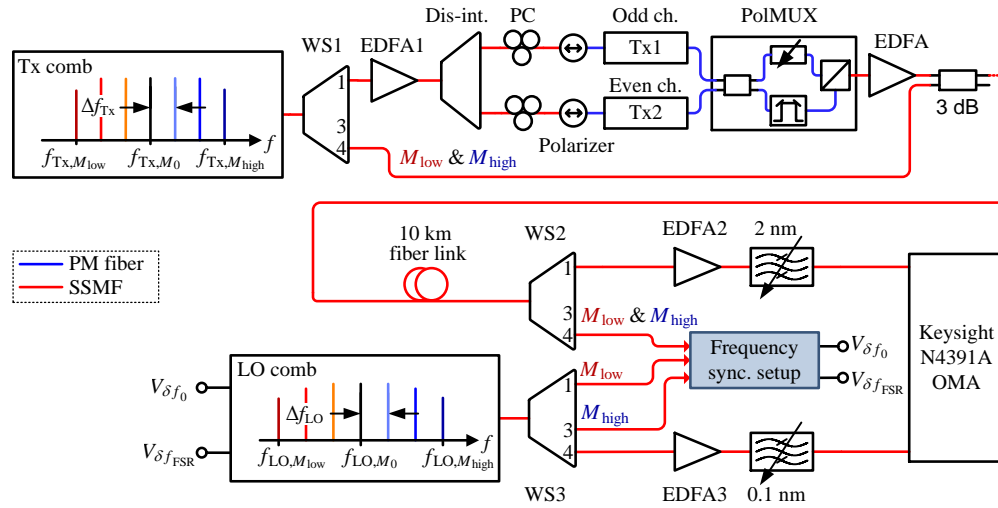 Dis-int.
PC
Odd ch.
PolMUX
WS1
EDFA1
EDFA
Tx comb
Tx1
1
Δf_Tx
Even ch.
3
Tx2
3 dB
f
4
f_Tx,M_low
f_Tx,M_0
f_Tx,M_high
Polarizer
M_low & M_high
10 km
fiber link
WS2
EDFA2
2 nm
PM fiber
SSMF
1
3
4
M_low & M_high
Frequency
sync. setup
V_δf_0
V_δf_FSR
Keysight
N4391A
OMA
LO comb
V_δf_0
M_low
1
Δf_LO
M_high
3
f
4
V_δf_FSR
f_LO,M_low
f_LO,M_0
f_LO,M_high
WS3
EDFA3
0.1 nm